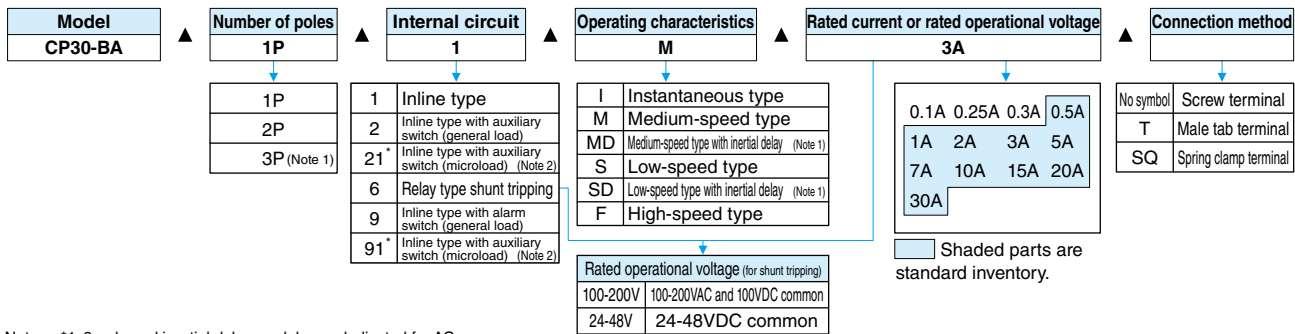 Model
CP30-BA
▲
Number of poles
1P
▲
Internal circuit
1
▲
Operating characteristics
M
▲
Rated current or rated operational voltage
3A
▲
Connection method
1P
2P
3P (Note 1)
1 Inline type
2 Inline type with auxiliary switch (general load)
21* Inline type with auxiliary switch (microload) (Note 2)
6 Relay type shunt tripping
9 Inline type with alarm switch (general load)
91* Inline type with auxiliary switch (microload) (Note 2)
I Instantaneous type
M Medium-speed type
MD Medium-speed type with inertial delay (Note 1)
S Low-speed type
SD Low-speed type with inertial delay (Note 1)
F High-speed type
Rated operational voltage (for shunt tripping)
100-200V 100-200VAC and 100VDC common
24-48V 24-48VDC common
0.1A 0.25A 0.3A 0.5A
1A 2A 3A 5A
7A 10A 15A 20A
30A
Shaded parts are
standard inventory.
No symbol Screw terminal
T Male tab terminal
SQ Spring clamp terminal